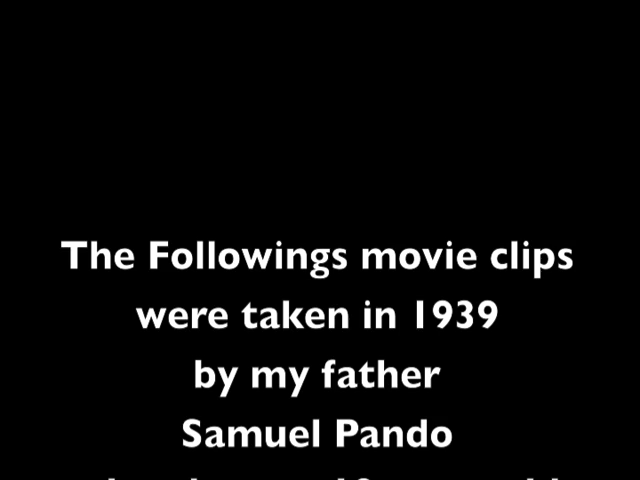 The Followings movie clips
were taken in 1939
by my father
Samuel Pando